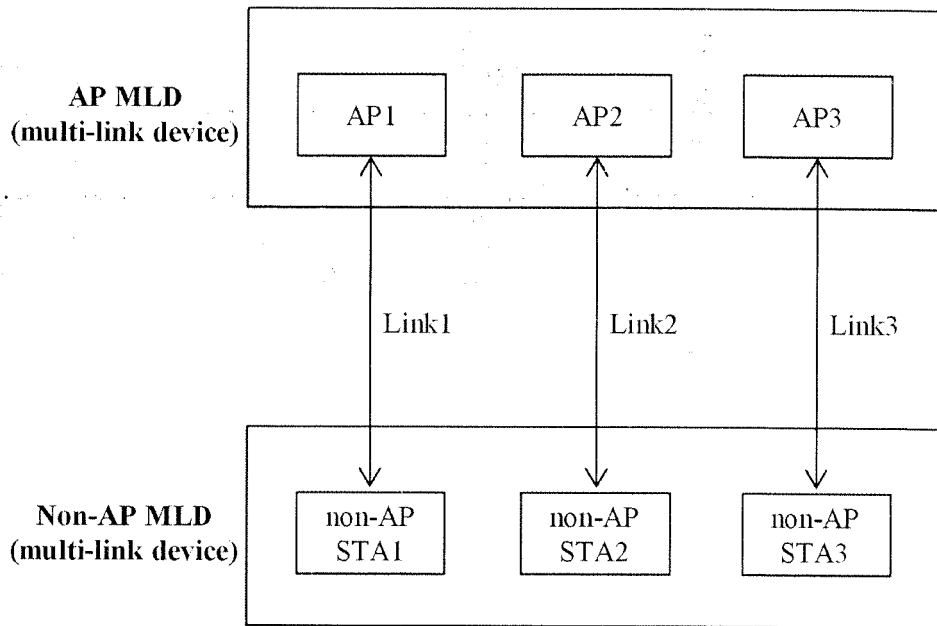 AP MLD
(multi-link device)
AP1
AP2
AP3
Link1
Link2
Link3
Non-AP MLD
(multi-link device)
non-AP
STA1
non-AP
STA2
non-AP
STA3